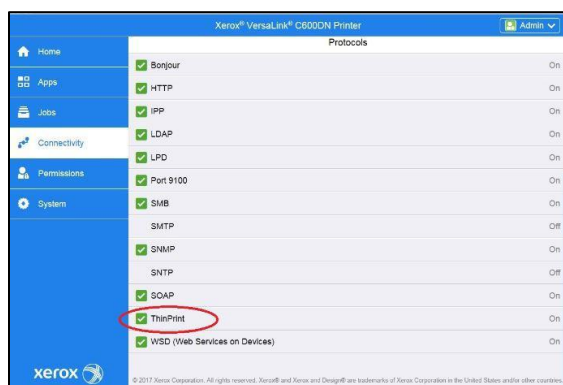 Xerox® VersaLink® C600DN Printer
Admin
Home
Apps
Jobs
Connectivity
Permissions
System
Protocols
Bonjour On
HTTP On
IPP On
LDAP On
LPD On
Port 9100 On
SMB On
SMTP Off
SNMP On
SNTP Off
SOAP On
ThinPrint On
WSD (Web Services on Devices) On
xerox
© 2017 Xerox Corporation. All rights reserved. Xerox® and Xerox and Design® are trademarks of Xerox Corporation in the United States and/or other countries.